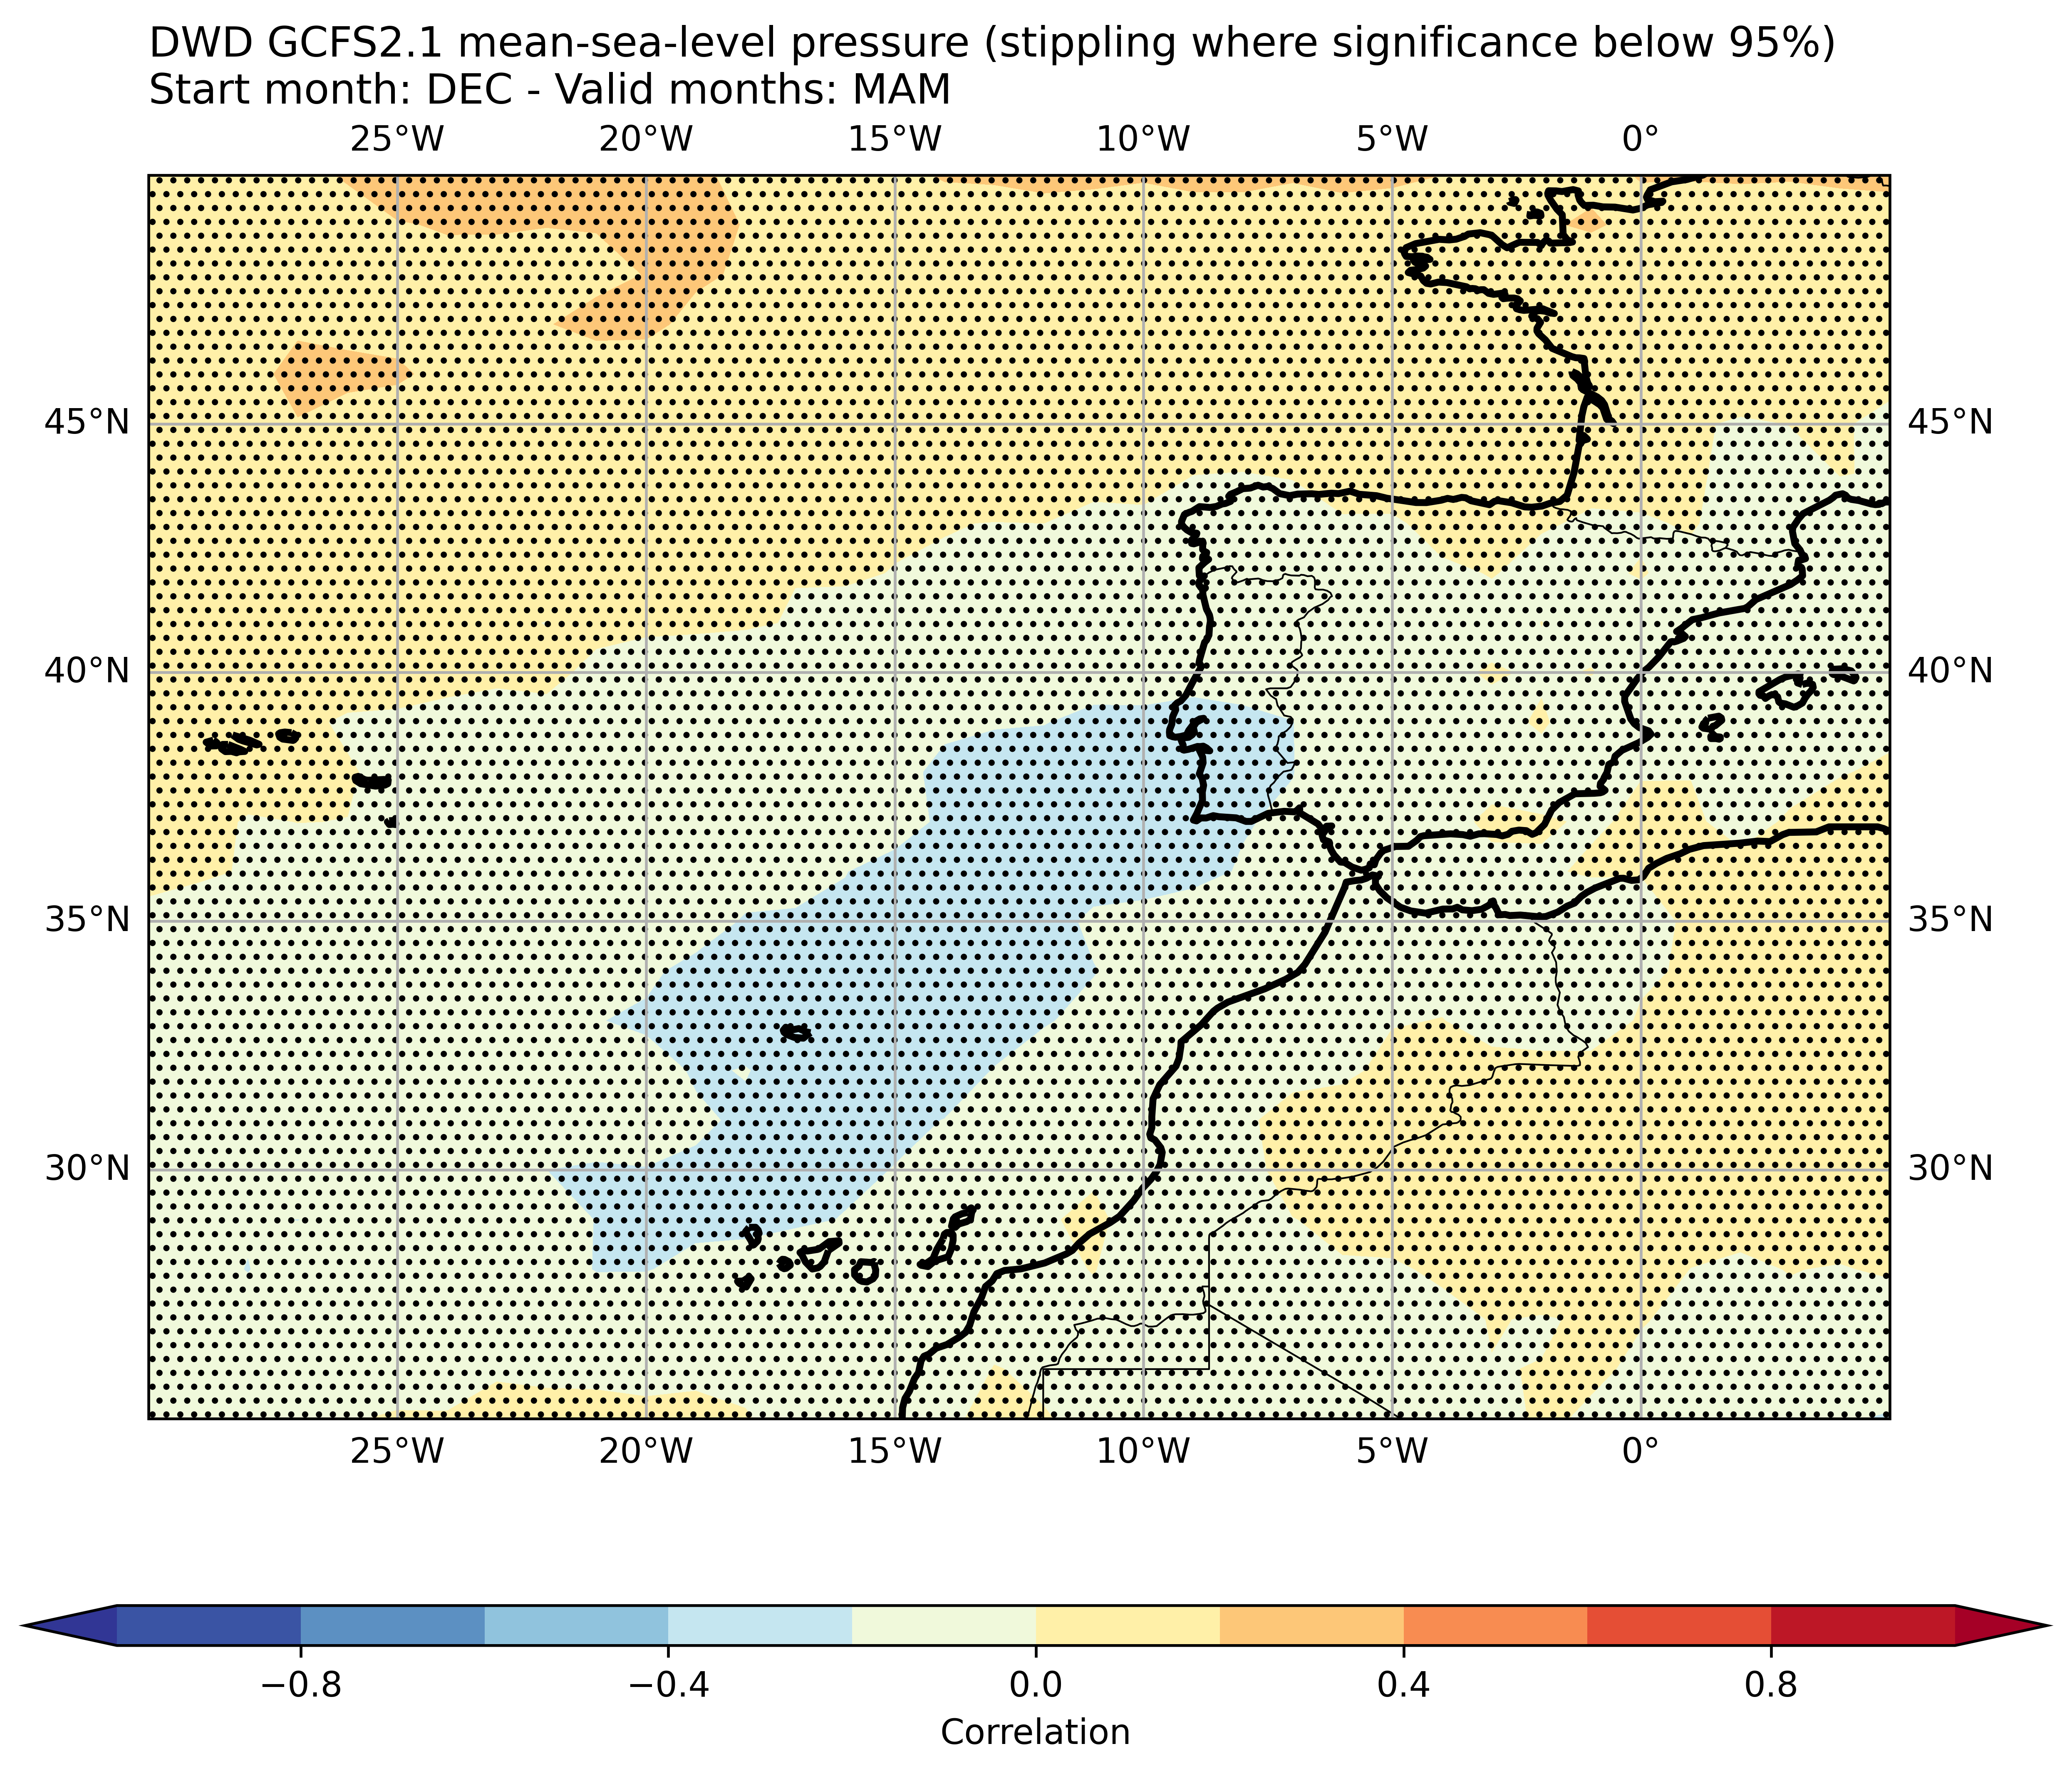 DWD GCFS2.1 mean-sea-level pressure (stippling where significance below 95%)
Start month: DEC - Valid months: MAM
25°W 20°W 15°W 10°W 5°W 0°
45°N 45°N
40°N 40°N
35°N 35°N
30°N 30°N
25°W 20°W 15°W 10°W 5°W 0°
−0.8 −0.4 0.0 0.4 0.8
Correlation